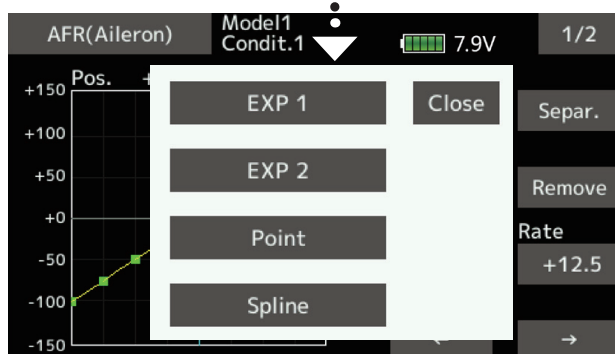 AFR(Aileron)
Model1
Condit.1
7.9V
1/2
Pos.
+150
+100
+50
+0
-50
-100
-150
EXP 1
Close
EXP 2
Point
Spline
Separ.
Remove
Rate
+12.5
→